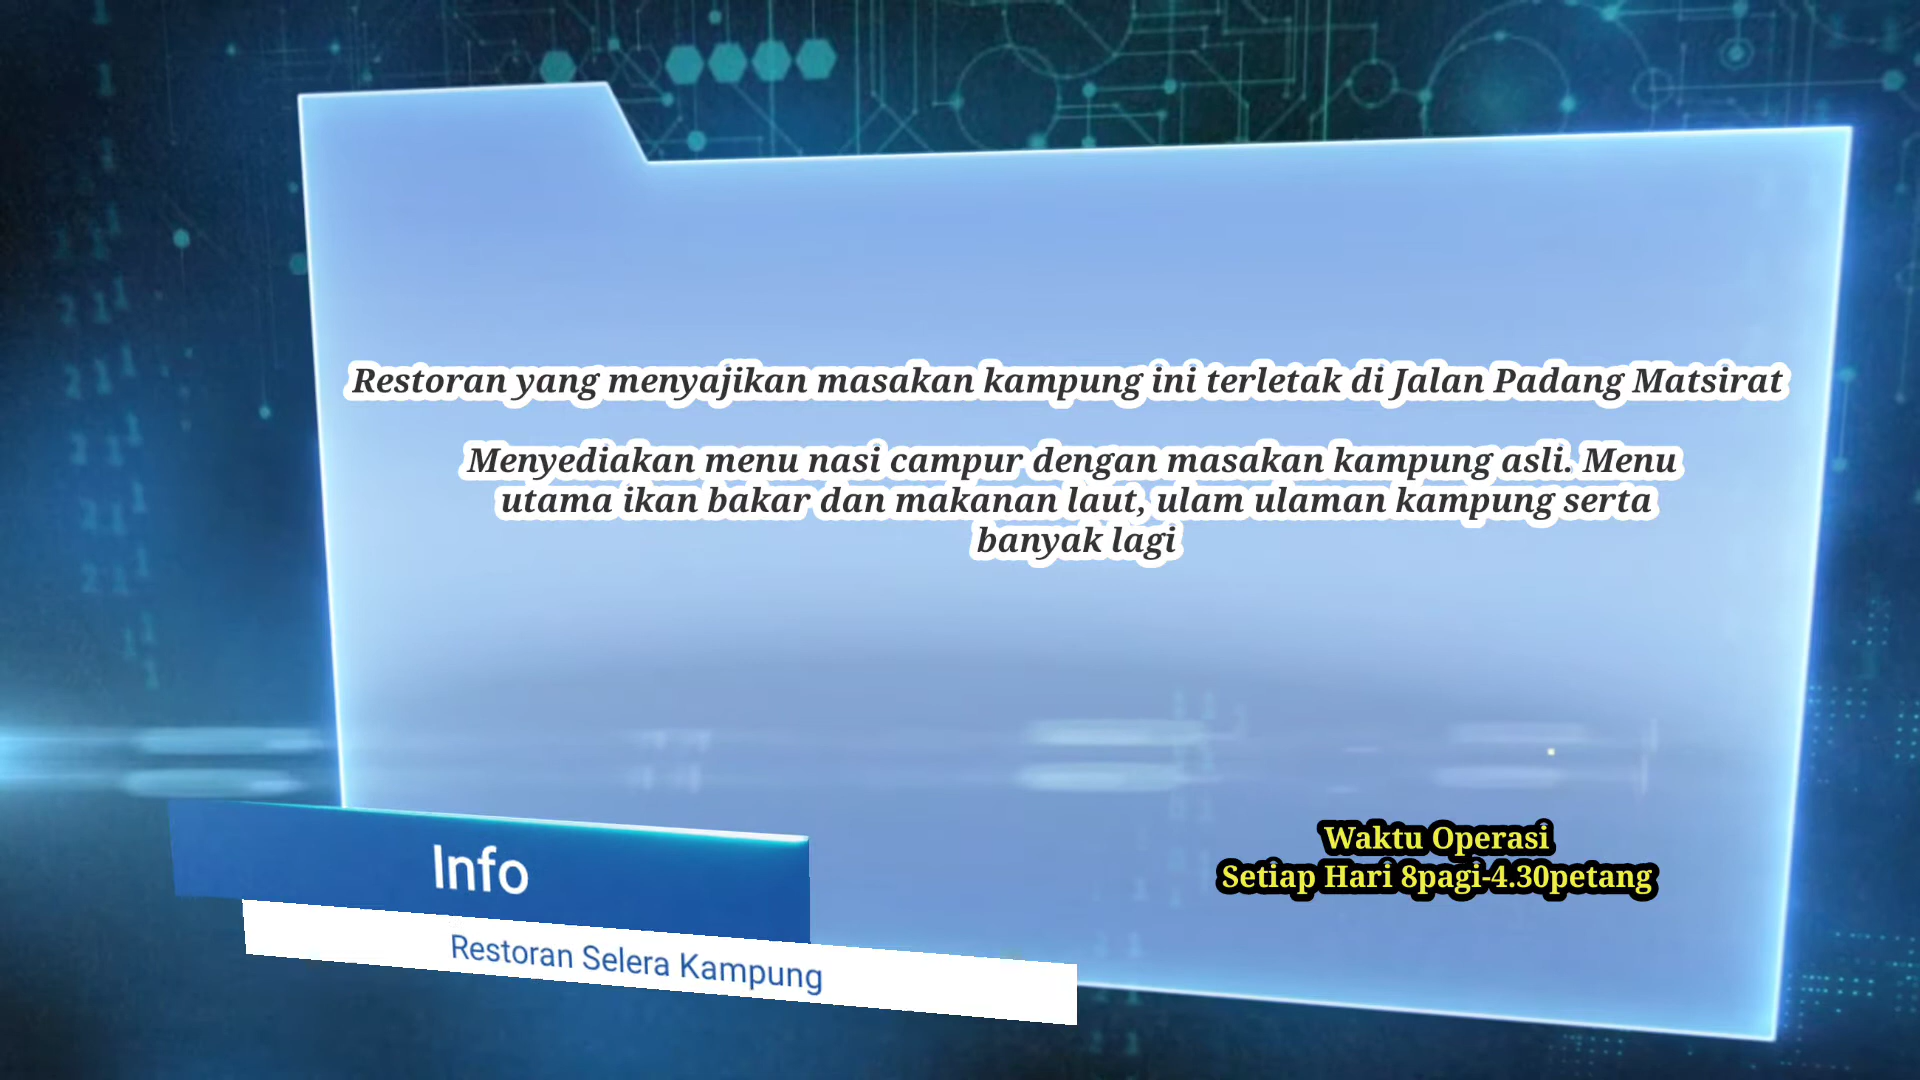 Restoran yang menyajikan masakan kampung ini terletak di Jalan Padang Matsirat
Menyediakan menu nasi campur dengan masakan kampung asli. Menu
utama ikan bakar dan makanan laut, ulam ulaman kampung serta
banyak lagi
Waktu Operasi
Setiap Hari 8pagi-4.30petang
Info
Restoran Selera Kampung